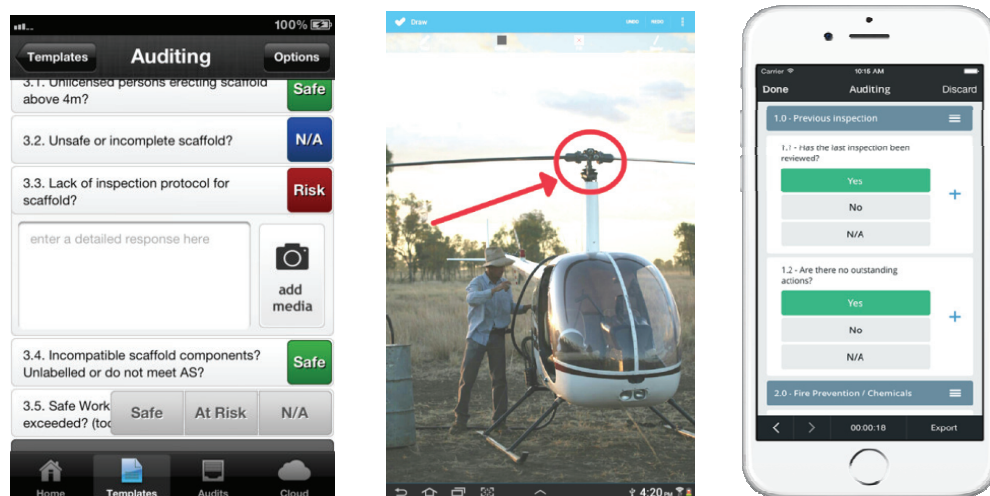 100%
Templates
Auditing
Options
3.1. Unlicensed persons erecting scaffold
above 4m?
Safe
3.2. Unsafe or incomplete scaffold?
N/A
3.3. Lack of inspection protocol for
scaffold?
Risk
enter a detailed response here
add
media
3.4. Incompatible scaffold components?
Unlabelled or do not meet AS?
Safe
3.5. Safe Work
exceeded? (too
Safe
At Risk
N/A
Home
Templates
Audits
Cloud
Draw
UNDO
REDO
4:20 PM
Carrier
10:15 AM
Done
Auditing
Discard
1.0 - Previous inspection
1.1 - Has the last inspection been
reviewed?
Yes
No
N/A
1.2 - Are there no outstanding
actions?
Yes
No
N/A
2.0 - Fire Prevention / Chemicals
00:00:18
Export